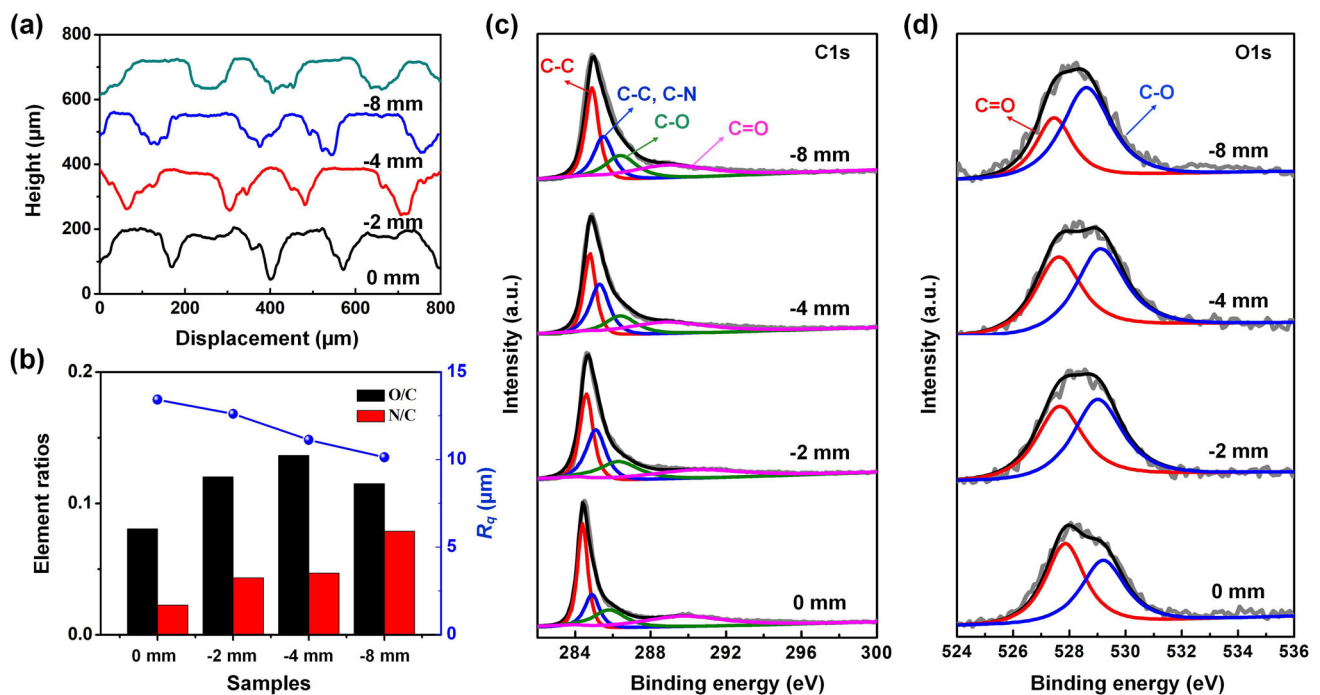 (a)
800
600
400
200
0
Height (µm)
-8 mm
-4 mm
-2 mm
0 mm
0 200 400 600 800
Displacement (µm)
(b)
0.2
0.1
0.0
Element ratios
O/C
N/C
15
10
5
0
Rq (µm)
0 mm -2 mm -4 mm -8 mm
Samples
(c)
C1s
C-C
C-C, C-N
C-O
C=O
-8 mm
-4 mm
-2 mm
0 mm
Intensity (a.u.)
284 288 292 296 300
Binding energy (eV)
(d)
O1s
C=O
C-O
-8 mm
-4 mm
-2 mm
0 mm
Intensity (a.u.)
524 526 528 530 532 534 536
Binding energy (eV)